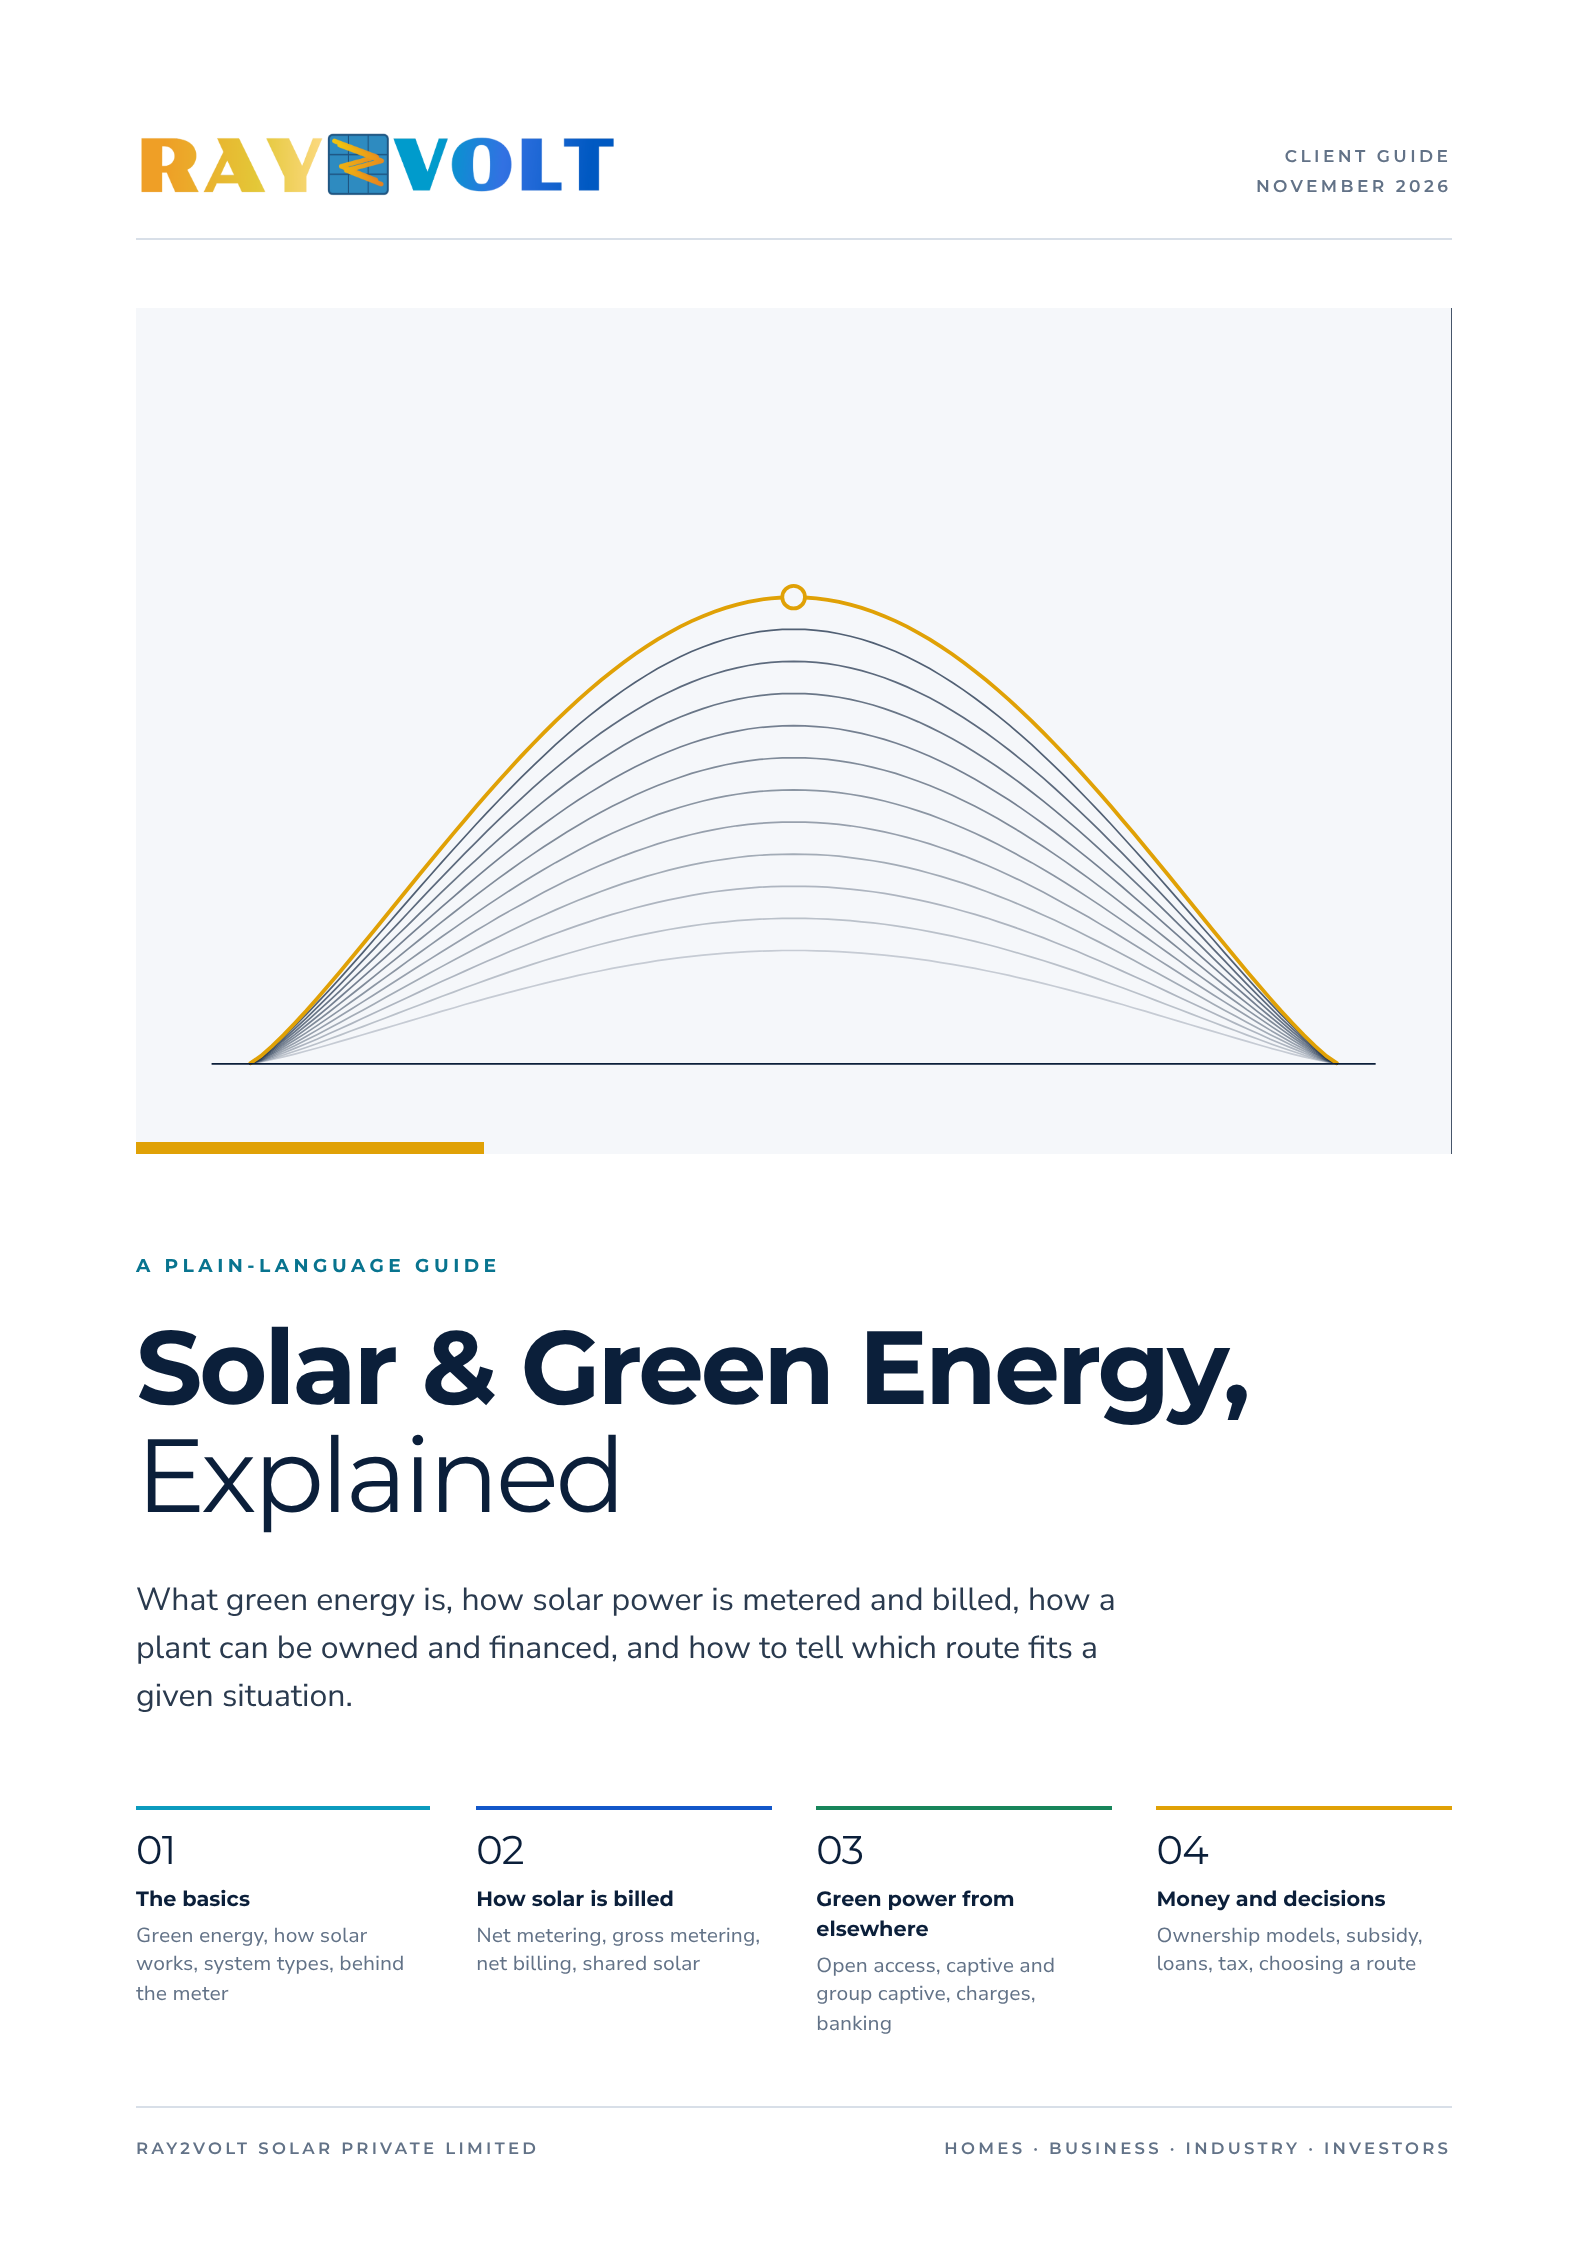 RAY2VOLT
CLIENT GUIDE
NOVEMBER 2026
A PLAIN-LANGUAGE GUIDE
Solar & Green Energy,
Explained
What green energy is, how solar power is metered and billed, how a
plant can be owned and financed, and how to tell which route fits a
given situation.
01
The basics
Green energy, how solar
works, system types, behind
the meter
02
How solar is billed
Net metering, gross metering,
net billing, shared solar
03
Green power from
elsewhere
Open access, captive and
group captive, charges,
banking
04
Money and decisions
Ownership models, subsidy,
loans, tax, choosing a route
RAY2VOLT SOLAR PRIVATE LIMITED
HOMES · BUSINESS · INDUSTRY · INVESTORS